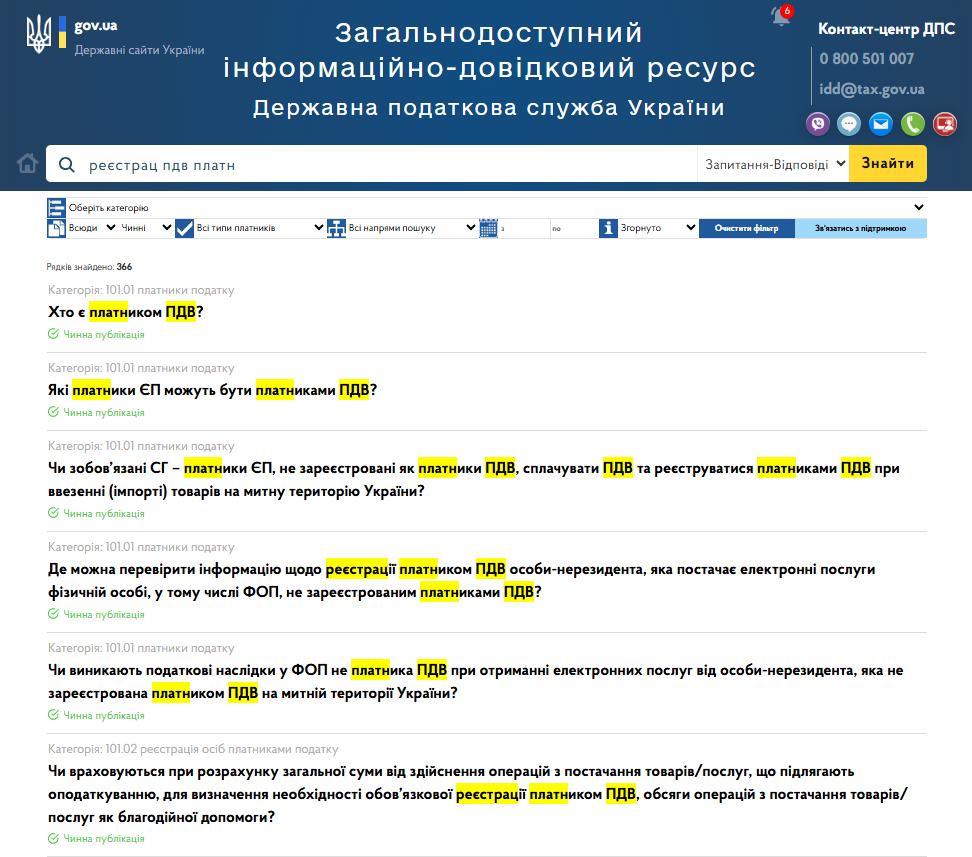 gov.ua
Державні сайти України
Загальнодоступний
інформаційно-довідковий ресурс
Державна податкова служба України
6
Контакт-центр ДПС
0 800 501 007
idd@tax.gov.ua
реєстрац пдв платн
Запитання-Відповіді
Знайти
Оберіть категорію
Всюди Чинні Всі типи платників Всі напрями пошуку з по Згорнуто Очистити фільтр Зв'язатись з підтримкою
Рядків знайдено: 366
Категорія: 101.01 платники податку
Хто є платником ПДВ?
Чинна публікація
Категорія: 101.01 платники податку
Які платники ЄП можуть бути платниками ПДВ?
Чинна публікація
Категорія: 101.01 платники податку
Чи зобов’язані СГ – платники ЄП, не зареєстровані як платники ПДВ, сплачувати ПДВ та реєструватися платниками ПДВ при
ввезенні (імпорті) товарів на митну територію України?
Чинна публікація
Категорія: 101.01 платники податку
Де можна перевірити інформацію щодо реєстрації платником ПДВ особи-нерезидента, яка постачає електронні послуги
фізичній особі, у тому числі ФОП, не зареєстрованим платниками ПДВ?
Чинна публікація
Категорія: 101.01 платники податку
Чи виникають податкові наслідки у ФОП не платника ПДВ при отриманні електронних послуг від особи-нерезидента, яка не
зареєстрована платником ПДВ на митній території України?
Чинна публікація
Категорія: 101.02 реєстрація осіб платниками податку
Чи враховуються при розрахунку загальної суми від здійснення операцій з постачання товарів/послуг, що підлягають
оподаткуванню, для визначення необхідності обов’язкової реєстрації платником ПДВ, обсяги операцій з постачання товарів/
послуг як благодійної допомоги?
Чинна публікація